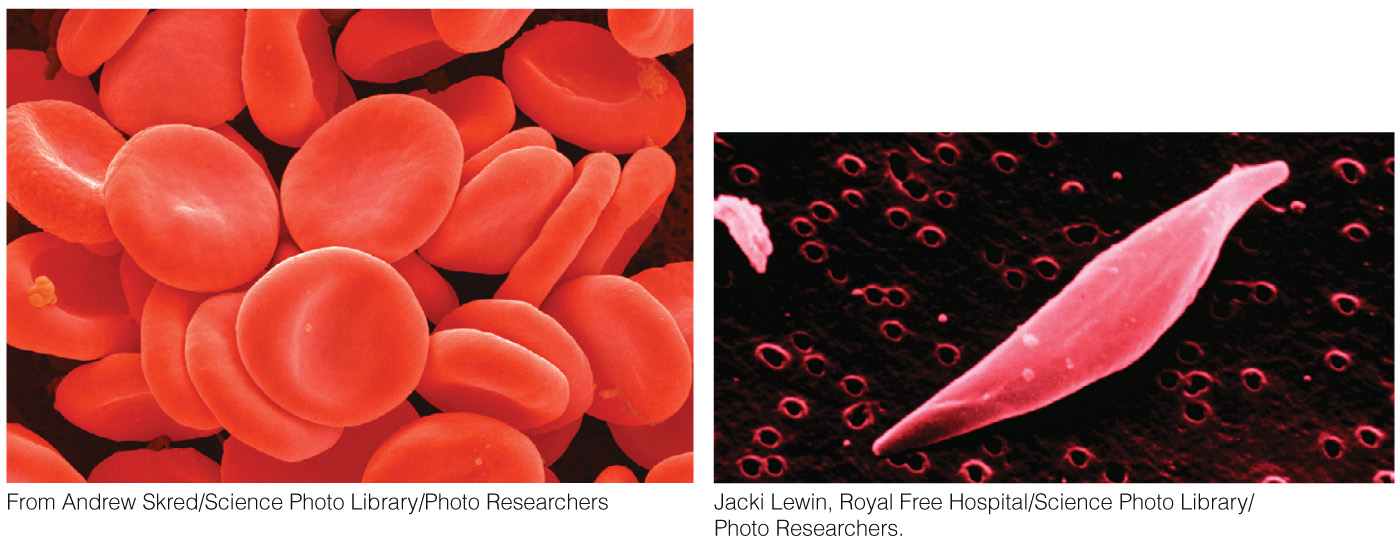 From Andrew Skred/Science Photo Library/Photo Researchers
Jacki Lewin, Royal Free Hospital/Science Photo Library/
Photo Researchers.